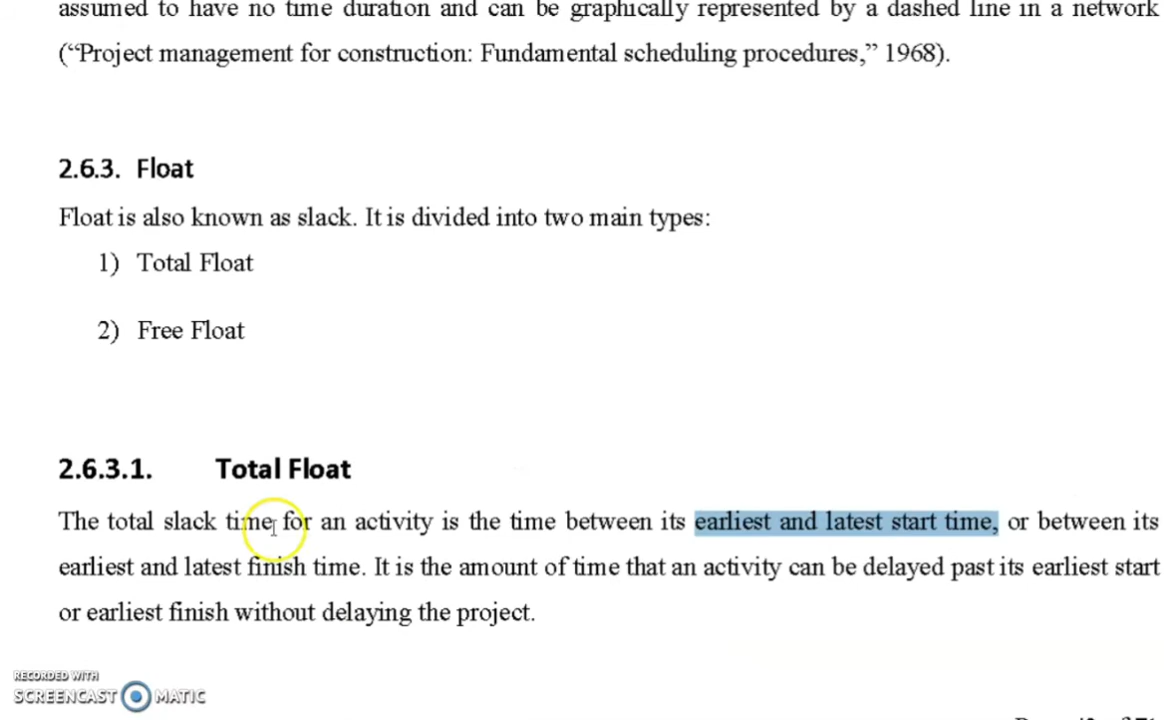 assumed to have no time duration and can be graphically represented by a dashed line in a network
(“Project management for construction: Fundamental scheduling procedures,” 1968).
2.6.3. Float
Float is also known as slack. It is divided into two main types:
1) Total Float
2) Free Float
2.6.3.1. Total Float
The total slack time for an activity is the time between its earliest and latest start time, or between its
earliest and latest finish time. It is the amount of time that an activity can be delayed past its earliest start
or earliest finish without delaying the project.
RECORDED WITH
SCREENCAST MATIC